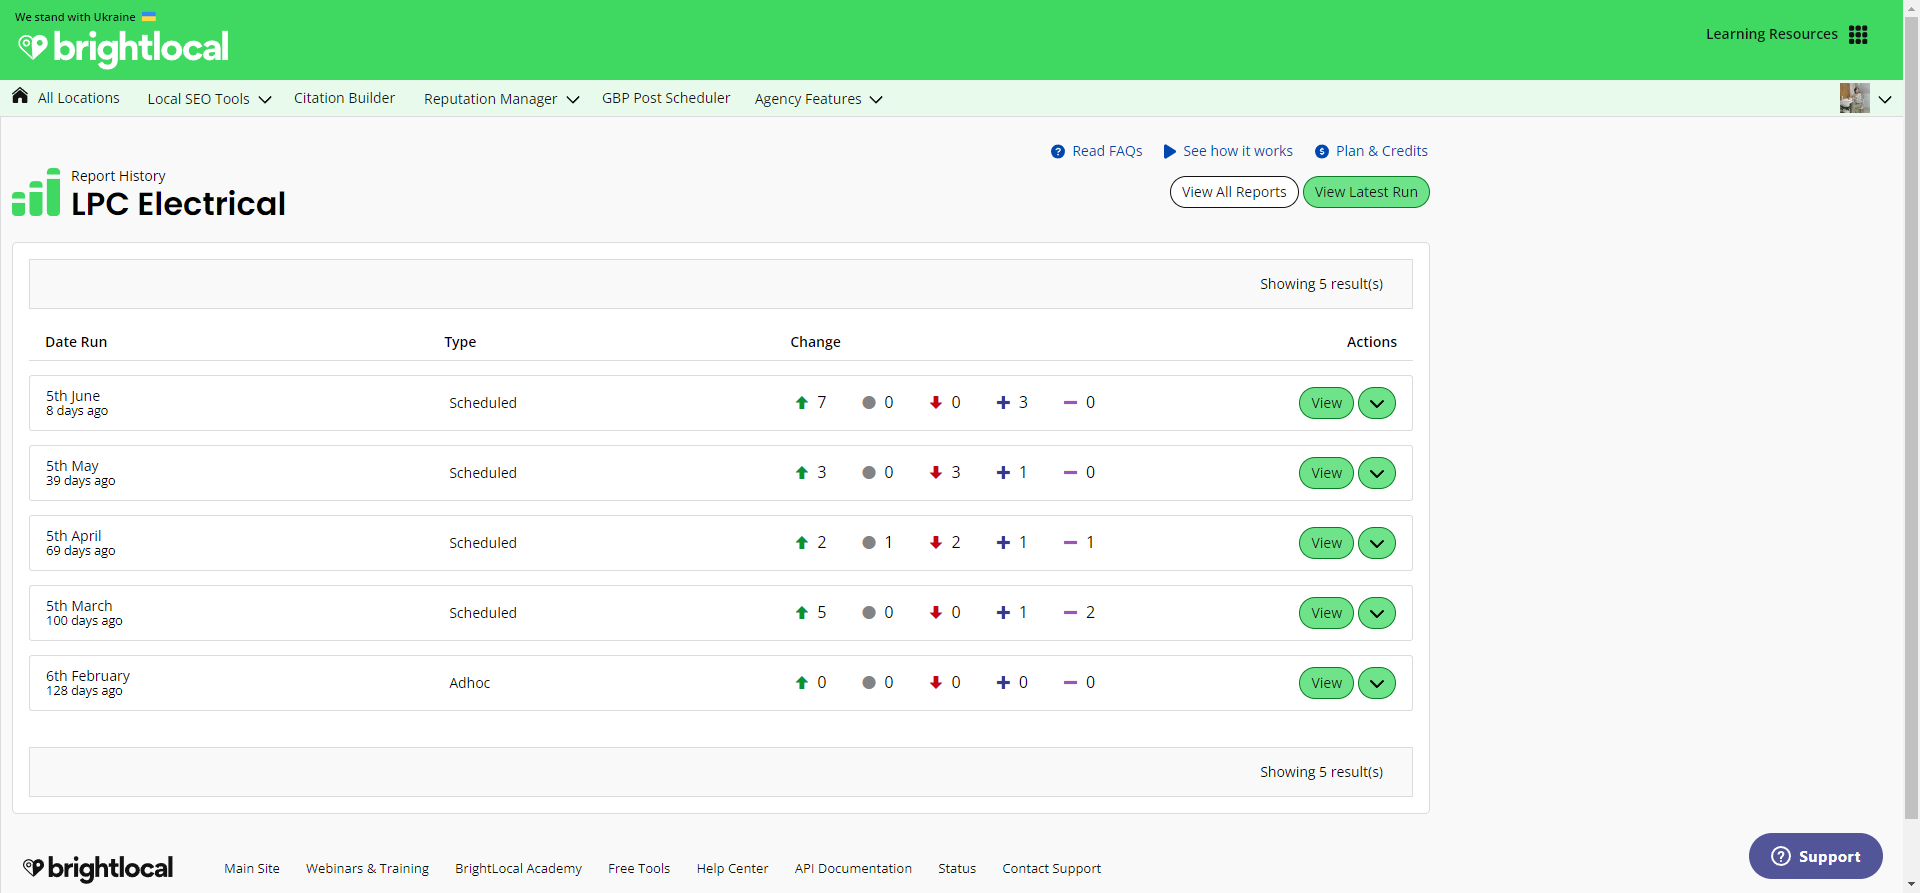 We stand with Ukraine
brightlocal
Learning Resources
All Locations
Local SEO Tools
Citation Builder
Reputation Manager
GBP Post Scheduler
Agency Features
Read FAQs
See how it works
Plan & Credits
Report History
LPC Electrical
View All Reports
View Latest Run
Showing 5 result(s)
Date Run Type Change Actions
5th June
8 days ago
Scheduled 7 0 0 3 0 View
5th May
39 days ago
Scheduled 3 0 3 1 0 View
5th April
69 days ago
Scheduled 2 1 2 1 1 View
5th March
100 days ago
Scheduled 5 0 0 1 2 View
6th February
128 days ago
Adhoc 0 0 0 0 0 View
Showing 5 result(s)
brightlocal
Main Site
Webinars & Training
BrightLocal Academy
Free Tools
Help Center
API Documentation
Status
Contact Support
Support